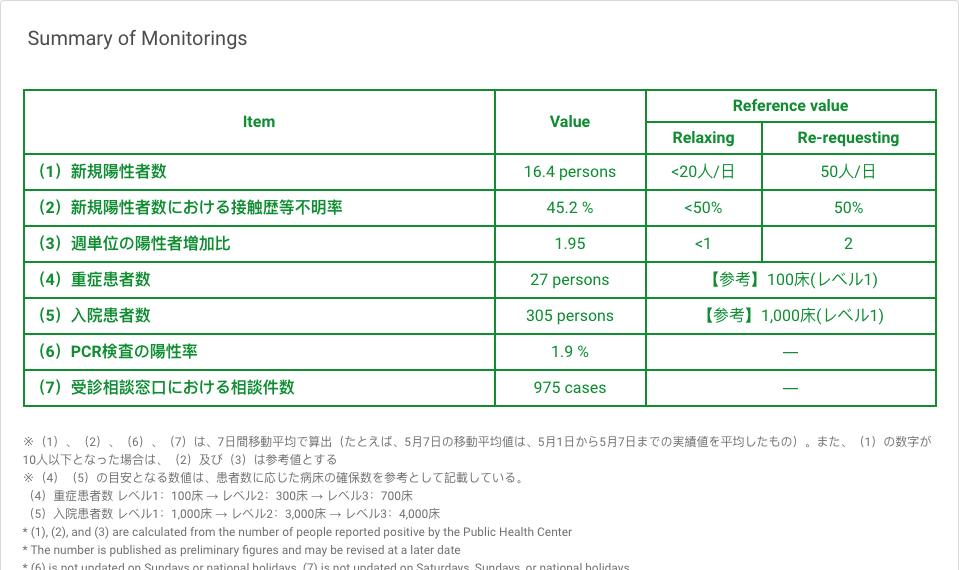 Summary of Monitorings
Item
Value
Reference value
Relaxing
Re-requesting
（1）新規陽性者数
16.4 persons
<20人/日
50人/日
（2）新規陽性者数における接触歴等不明率
45.2 %
<50%
50%
（3）週単位の陽性者増加比
1.95
<1
2
（4）重症患者数
27 persons
【参考】100床(レベル1)
（5）入院患者数
305 persons
【参考】1,000床(レベル1)
（6）PCR検査の陽性率
1.9 %
―
（7）受診相談窓口における相談件数
975 cases
―
※（1）、（2）、（6）、（7）は、7日間移動平均で算出（たとえば、5月7日の移動平均値は、5月1日から5月7日までの実績値を平均したもの）。また、（1）の数字が
10人以下となった場合は、（2）及び（3）は参考値とする
※（4）（5）の目安となる数値は、患者数に応じた病床の確保数を参考として記載している。
（4）重症患者数 レベル1：100床 → レベル2：300床 → レベル3：700床
（5）入院患者数 レベル1：1,000床 → レベル2：3,000床 → レベル3：4,000床
* (1), (2), and (3) are calculated from the number of people reported positive by the Public Health Center
* The number is published as preliminary figures and may be revised at a later date
* (6) is not updated on Sundays or national holidays. (7) is not updated on Saturdays, Sundays, or national holidays.